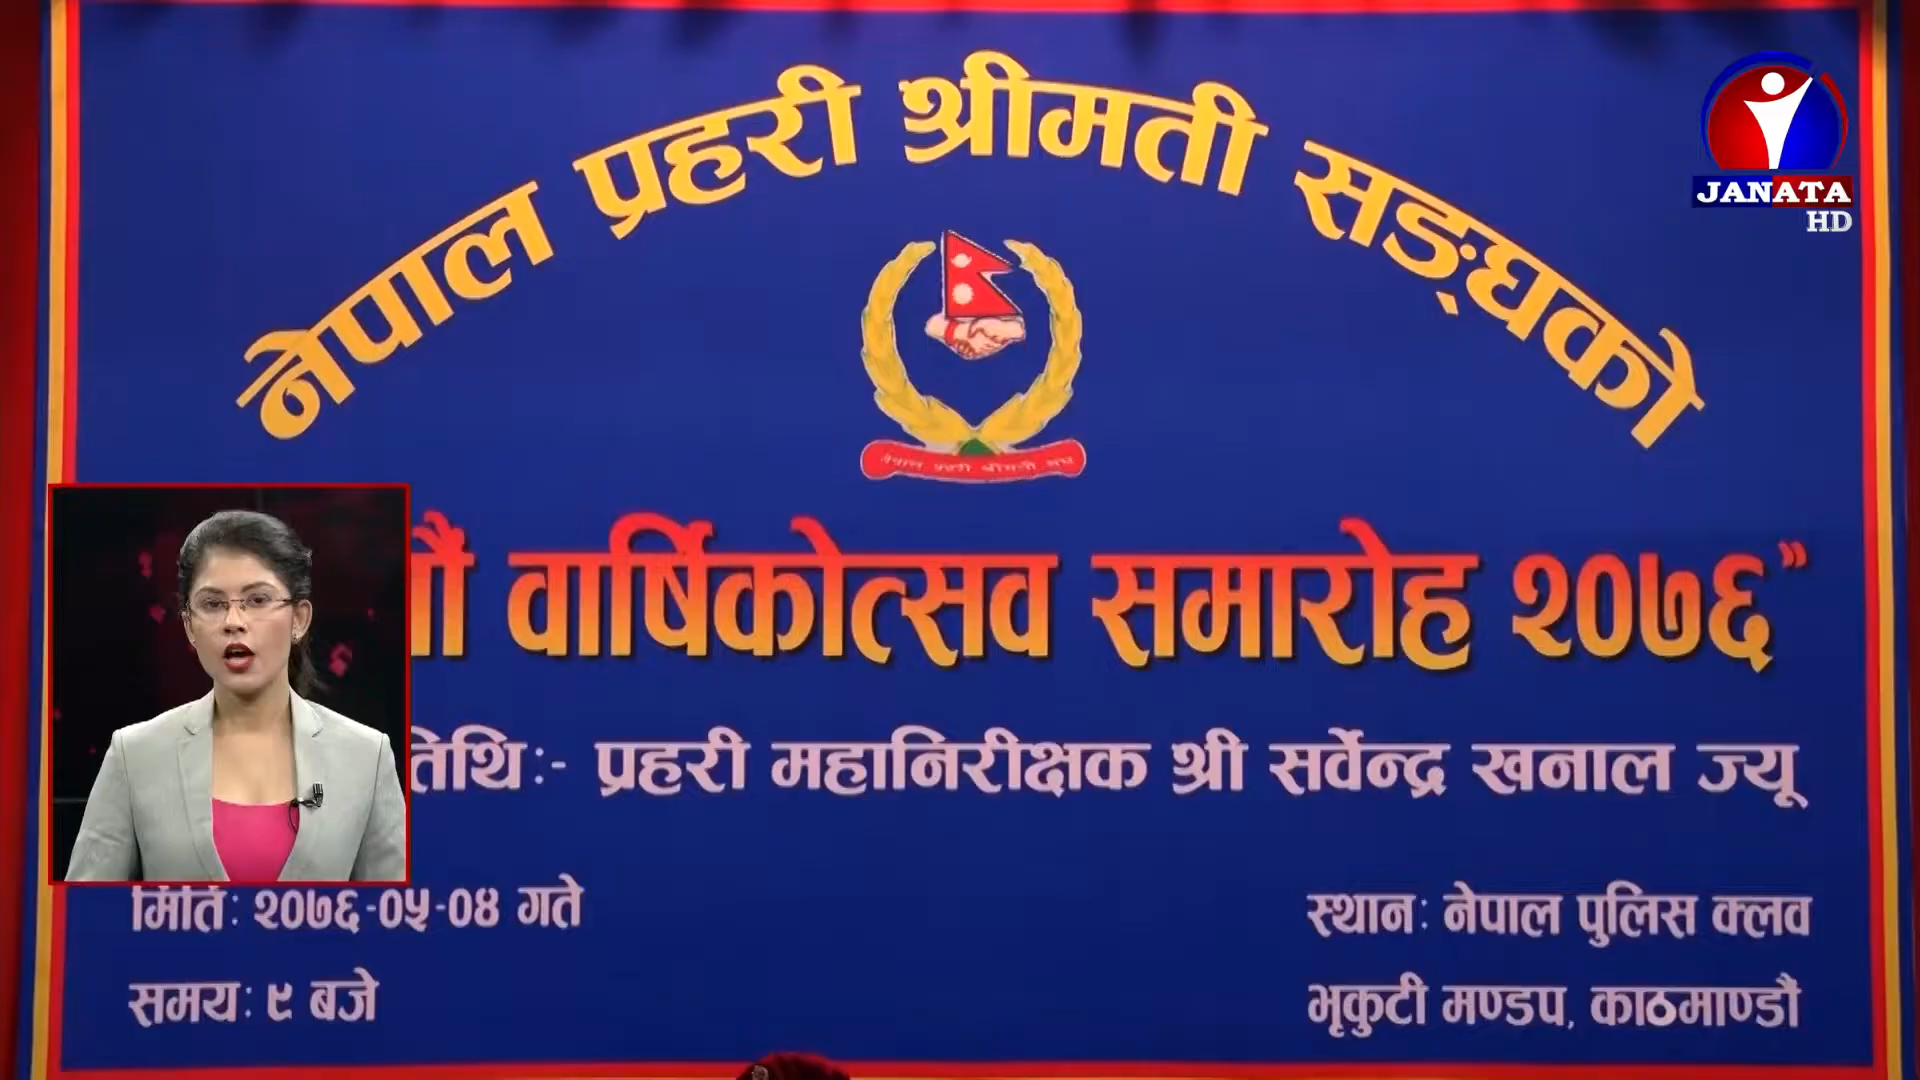 नेपाल प्रहरी श्रीमती सङ्घको
JANATA
HD
वार्षिकोत्सव समारोह २०७६”
प्रहरी महानिरीक्षक श्री सर्वेन्द्र खनाल ज्यू
मिति: २०७६-०५-०४ गते
स्थान: नेपाल पुलिस क्लव
समय: ९ बजे
भृकुटी मण्डप, काठमाण्डौं